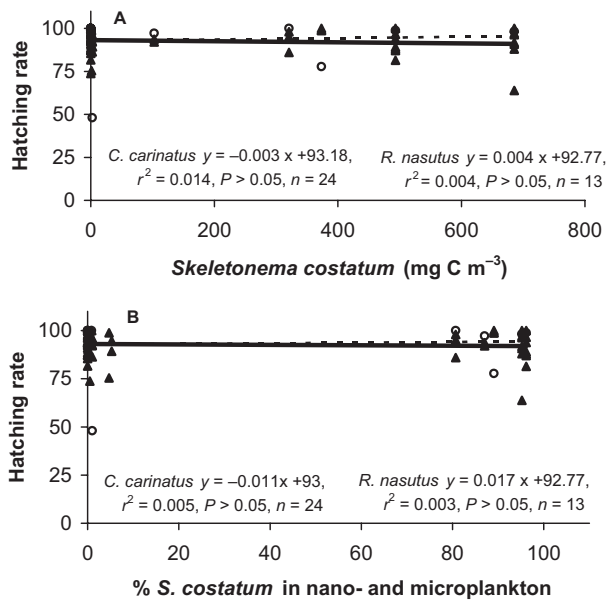 A
Hatching rate
100
75
50
25
0
C. carinatus y = –0.003 x +93.18,
r² = 0.014, P > 0.05, n = 24
R. nasutus y = 0.004 x +92.77,
r² = 0.004, P > 0.05, n = 13
0 200 400 600 800
Skeletonema costatum (mg C m⁻³)
B
Hatching rate
100
75
50
25
0
C. carinatus y = –0.011x +93,
r² = 0.005, P > 0.05, n = 24
R. nasutus y = 0.017 x +92.77,
r² = 0.003, P > 0.05, n = 13
0 20 40 60 80 100
% S. costatum in nano- and microplankton